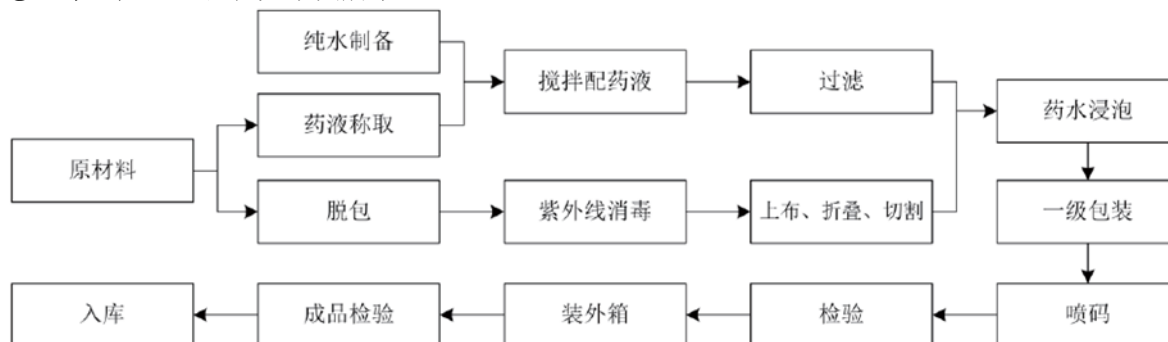 纯水制备
搅拌配药液
过滤
药液称取
药水浸泡
原材料
脱包
紫外线消毒
上布、折叠、切割
一级包装
入库
成品检验
装外箱
检验
喷码